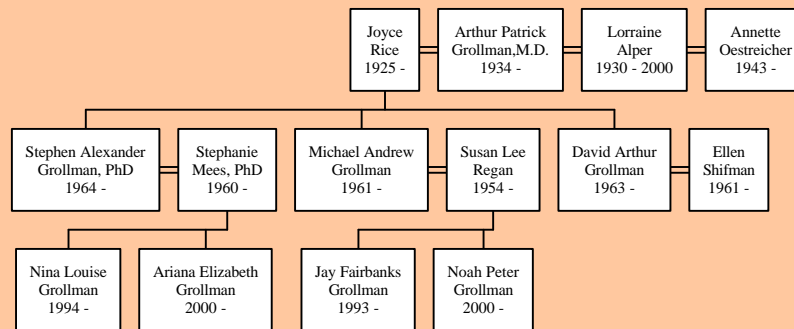 Joyce
Rice
1925 -
Arthur Patrick
Grollman,M.D.
1934 -
Lorraine
Alper
1930 - 2000
Annette
Oestreicher
1943 -
Stephen Alexander
Grollman, PhD
1964 -
Stephanie
Mees, PhD
1960 -
Michael Andrew
Grollman
1961 -
Susan Lee
Regan
1954 -
David Arthur
Grollman
1963 -
Ellen
Shifman
1961 -
Nina Louise
Grollman
1994 -
Ariana Elizabeth
Grollman
2000 -
Jay Fairbanks
Grollman
1993 -
Noah Peter
Grollman
2000 -